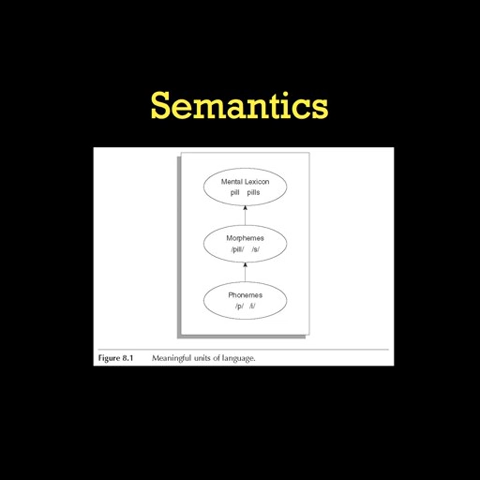 Semantics
Mental Lexicon
pill pills
Morphemes
/pill/ /s/
Phonemes
/p/ /i/
Figure 8.1 Meaningful units of language.